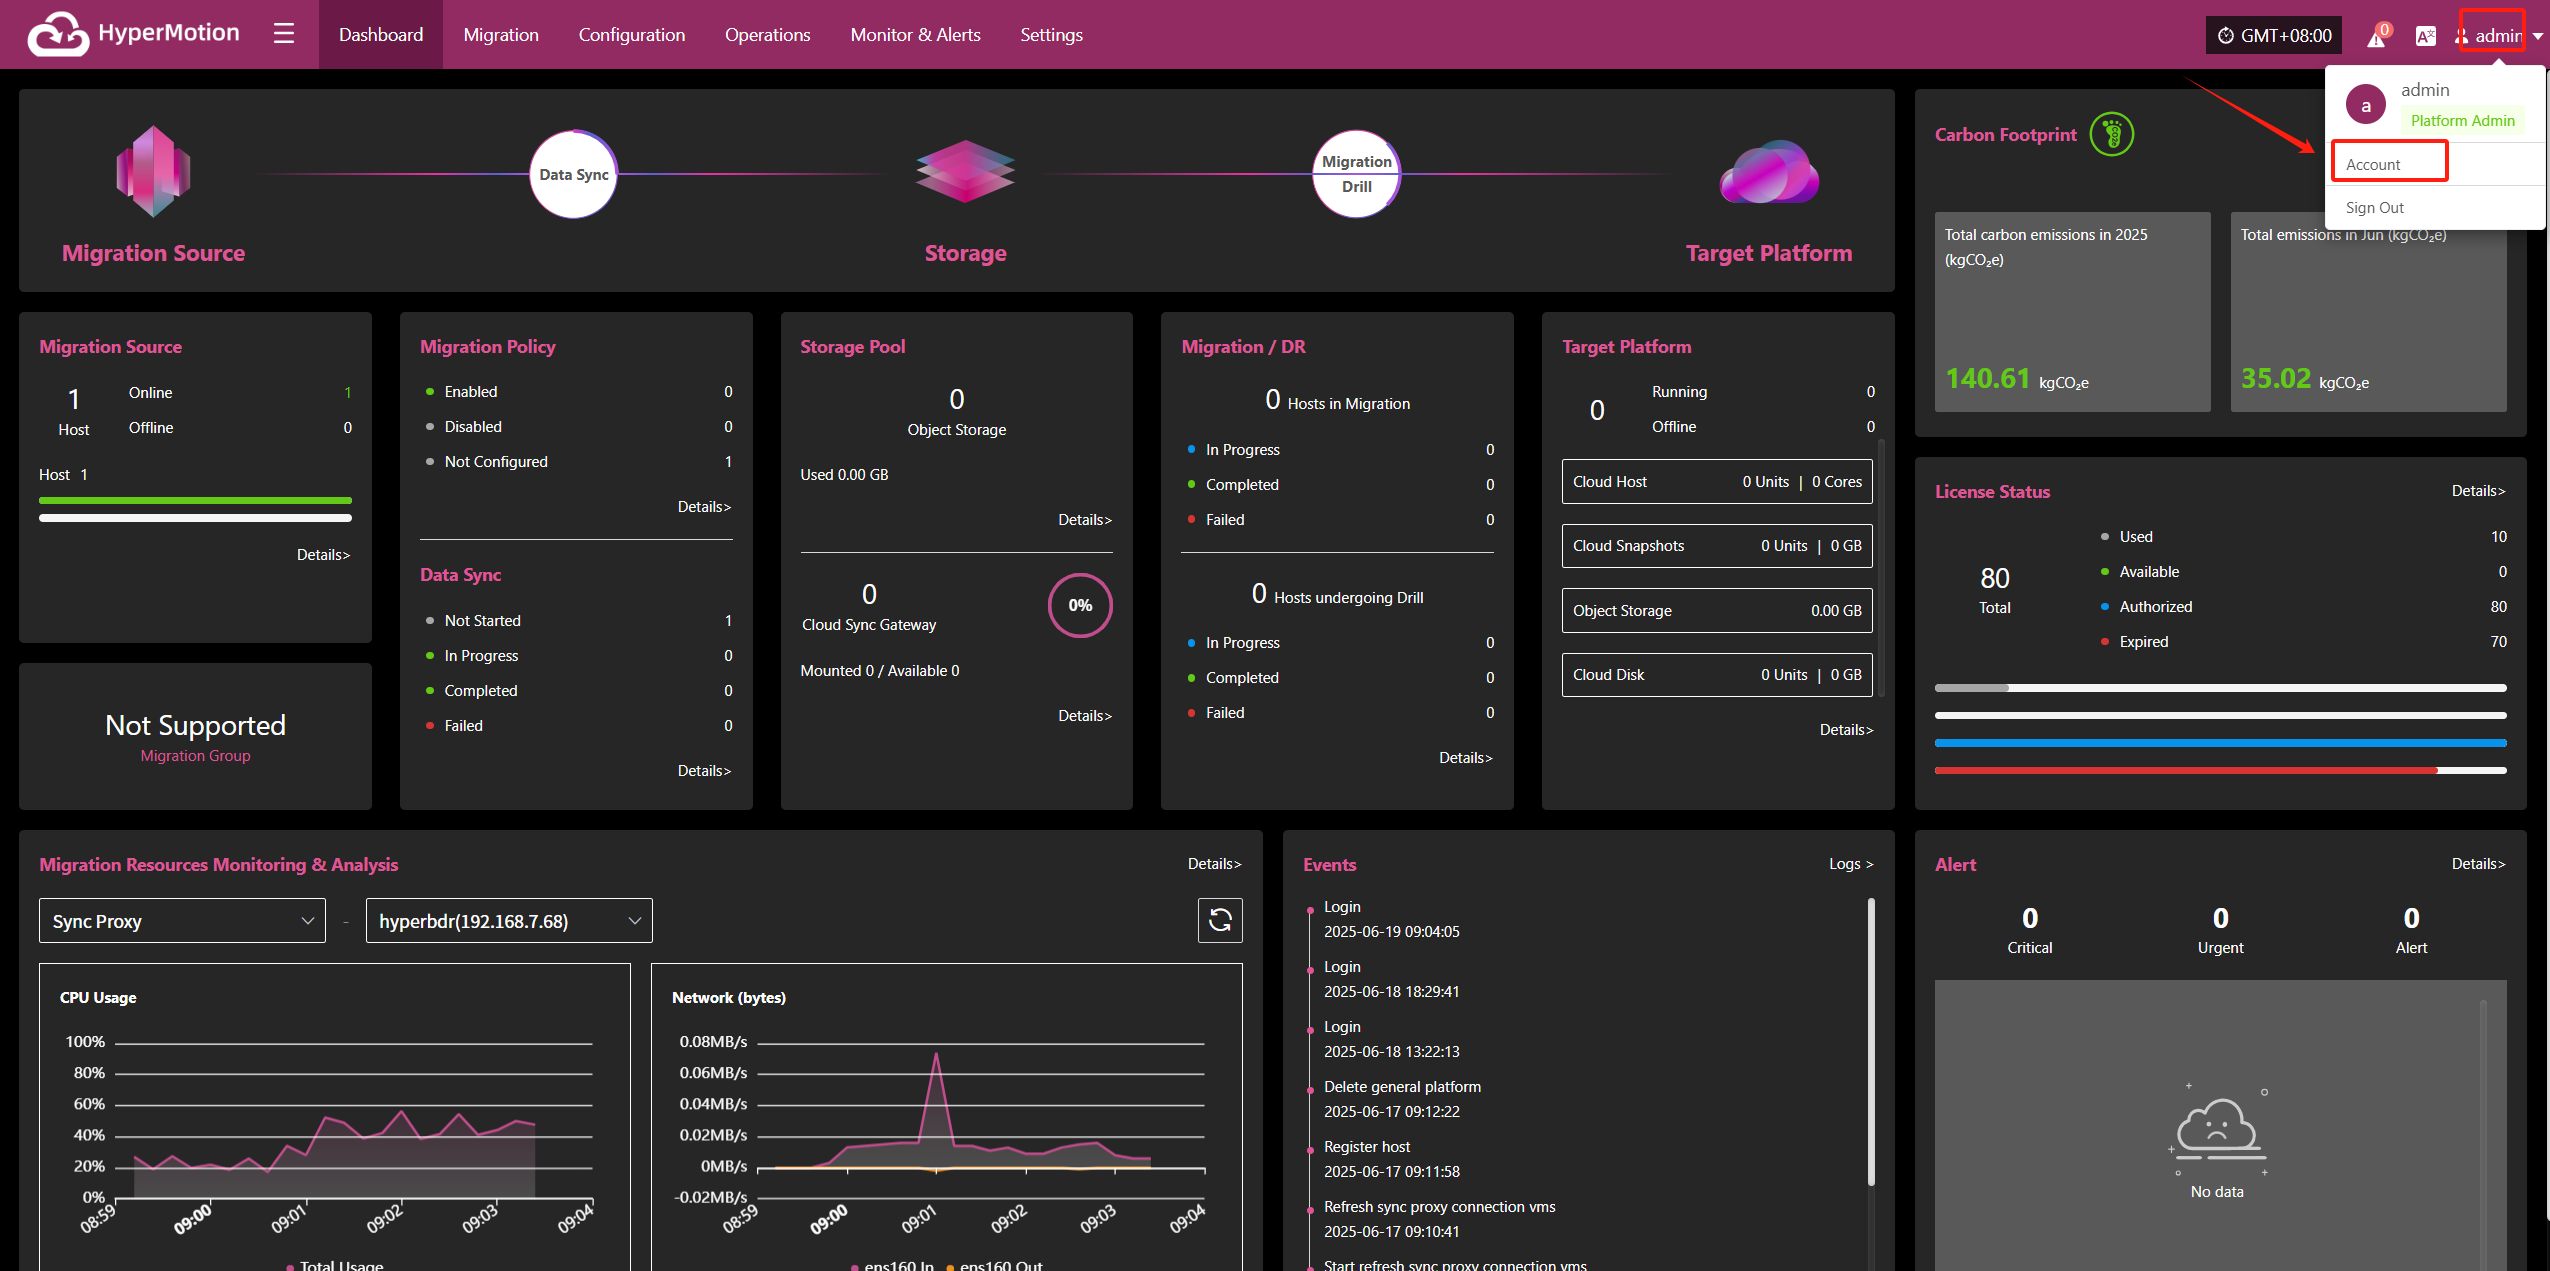 HyperMotion
Dashboard
Migration
Configuration
Operations
Monitor & Alerts
Settings
GMT+08:00
0
admin
a
admin
Platform Admin
Account
Sign Out
Data Sync
Migration
Drill
Migration Source
Storage
Target Platform
Carbon Footprint
Total carbon emissions in 2025
(kgCO₂e)
140.61 kgCO₂e
Total emissions in Jun (kgCO₂e)
35.02 kgCO₂e
Migration Source
1
Host
Online 1
Offline 0
Host 1
Details>
Not Supported
Migration Group
Migration Policy
Enabled 0
Disabled 0
Not Configured 1
Details>
Data Sync
Not Started 1
In Progress 0
Completed 0
Failed 0
Details>
Storage Pool
0
Object Storage
Used 0.00 GB
Details>
0
Cloud Sync Gateway
0%
Mounted 0 / Available 0
Details>
Migration / DR
0 Hosts in Migration
In Progress 0
Completed 0
Failed 0
0 Hosts undergoing Drill
In Progress 0
Completed 0
Failed 0
Details>
Target Platform
0
Running 0
Offline 0
Cloud Host 0 Units | 0 Cores
Cloud Snapshots 0 Units | 0 GB
Object Storage 0.00 GB
Cloud Disk 0 Units | 0 GB
Details>
License Status
Details>
80
Total
Used 10
Available 0
Authorized 80
Expired 70
Migration Resources Monitoring & Analysis
Details>
Sync Proxy
-
hyperbdr(192.168.7.68)
CPU Usage
100%
80%
60%
40%
20%
0%
08:59
09:00
09:01
09:02
09:03
09:04
Total Usage
Network (bytes)
0.08MB/s
0.06MB/s
0.04MB/s
0.02MB/s
0MB/s
-0.02MB/s
08:59
09:00
09:01
09:02
09:03
09:04
ens160 In
ens160 Out
Events
Logs >
Login
2025-06-19 09:04:05
Login
2025-06-18 18:29:41
Login
2025-06-18 13:22:13
Delete general platform
2025-06-17 09:12:22
Register host
2025-06-17 09:11:58
Refresh sync proxy connection vms
2025-06-17 09:10:41
Start refresh sync proxy connection vms
Alert
Details>
0
Critical
0
Urgent
0
Alert
No data